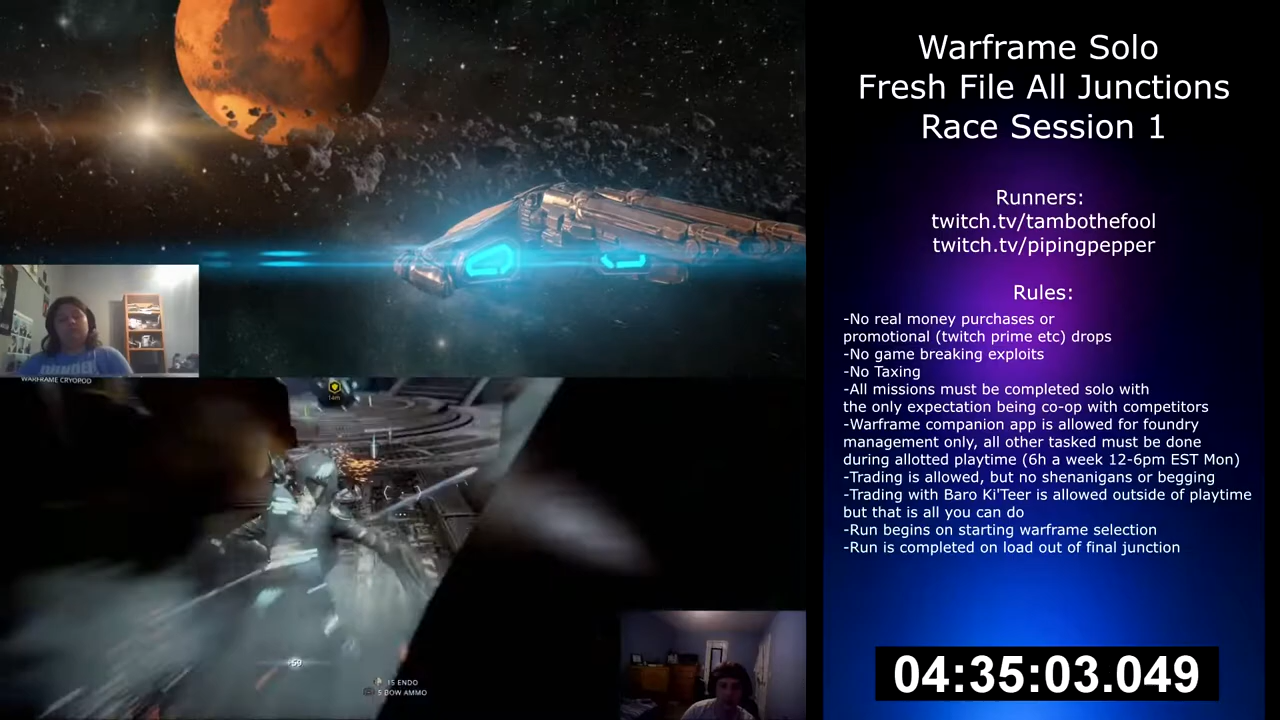 Warframe Solo
Fresh File All Junctions
Race Session 1
Runners:
twitch.tv/tambothefool
twitch.tv/pipingpepper
Rules:
-No real money purchases or
promotional (twitch prime etc) drops
-No game breaking exploits
-No Taxing
-All missions must be completed solo with
the only expectation being co-op with competitors
-Warframe companion app is allowed for foundry
management only, all other tasked must be done
during allotted playtime (6h a week 12-6pm EST Mon)
-Trading is allowed, but no shenanigans or begging
-Trading with Baro Ki'Teer is allowed outside of playtime
but that is all you can do
-Run begins on starting warframe selection
-Run is completed on load out of final junction
04:35:03.049
WARFRAME CRYOPOD
14m
+59
15 ENDO
5 BOW AMMO